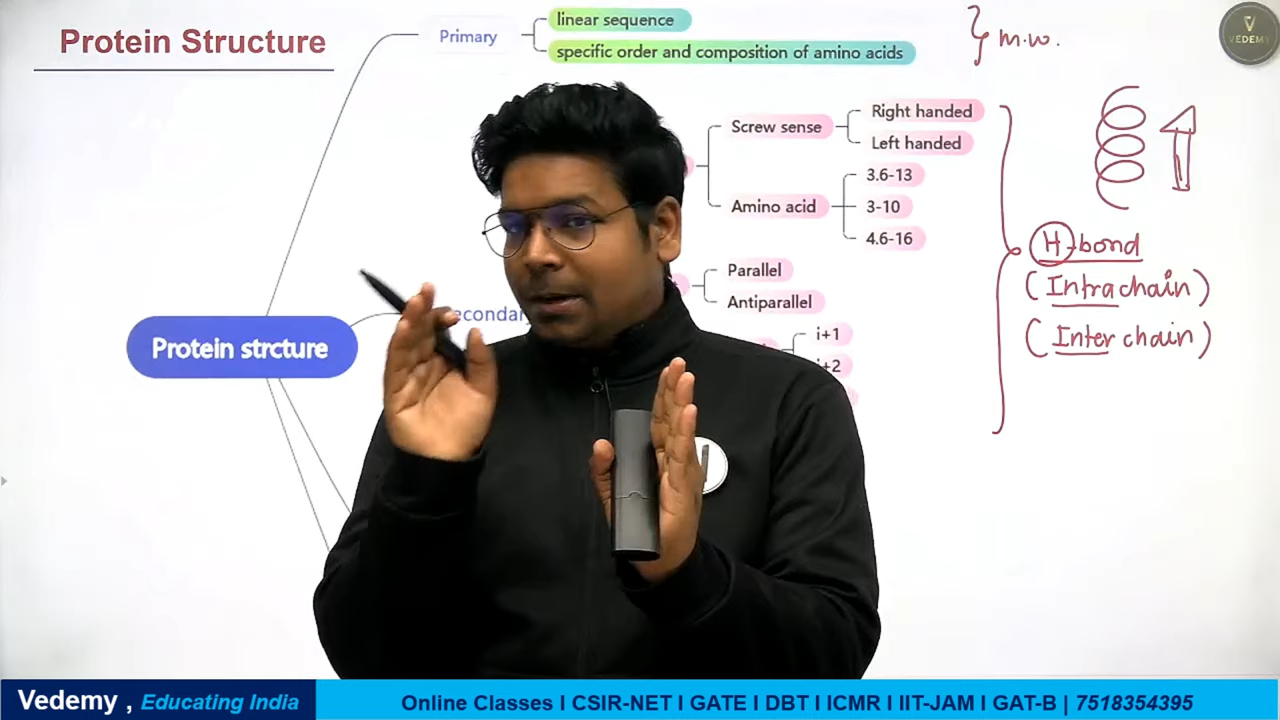 Protein Structure
Primary
linear sequence
specific order and composition of amino acids
m.w.
VEDEMY
Screw sense
Right handed
Left handed
Amino acid
3.6-13
3-10
4.6-16
Parallel
Antiparallel
i+1
H-bond
(Intrachain)
(Inter chain)
Protein strcture
Vedemy , Educating India
Online Classes I CSIR-NET I GATE I DBT I ICMR I IIT-JAM I GAT-B | 7518354395